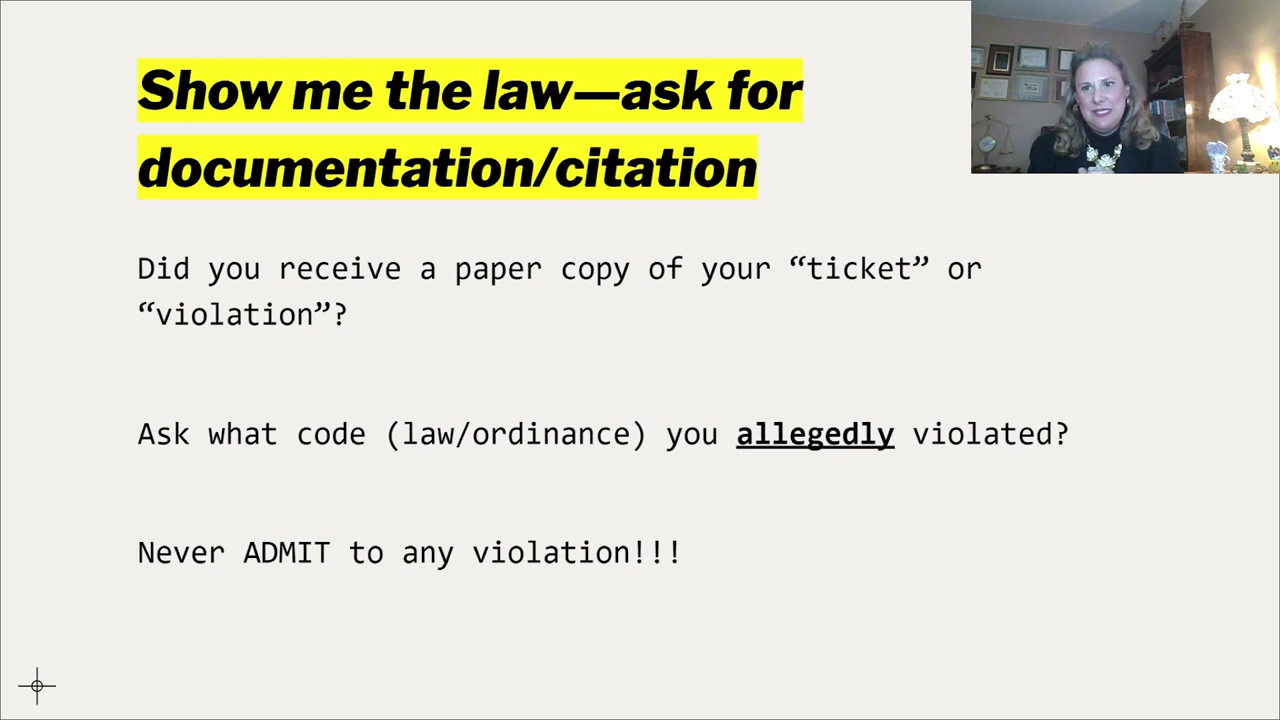 Show me the law—ask for
documentation/citation
Did you receive a paper copy of your “ticket” or
“violation”?
Ask what code (law/ordinance) you allegedly violated?
Never ADMIT to any violation!!!